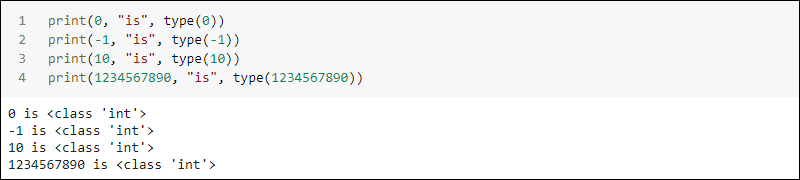 1 print(0, "is", type(0))
2 print(-1, "is", type(-1))
3 print(10, "is", type(10))
4 print(1234567890, "is", type(1234567890))
0 is <class 'int'>
-1 is <class 'int'>
10 is <class 'int'>
1234567890 is <class 'int'>